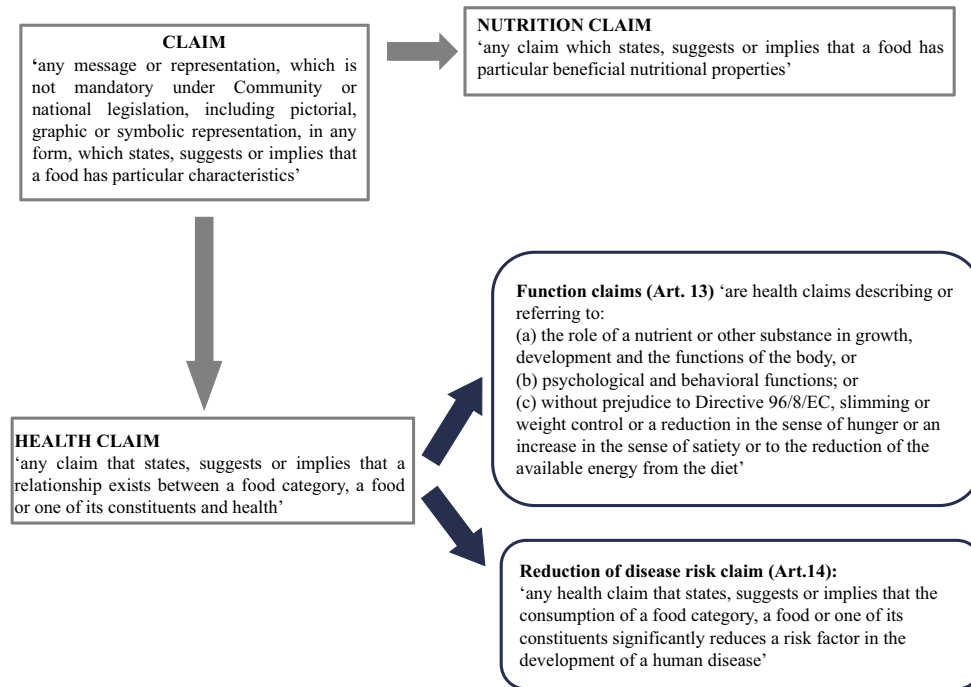 CLAIM
‘any message or representation, which is
not mandatory under Community or
national legislation, including pictorial,
graphic or symbolic representation, in any
form, which states, suggests or implies that
a food has particular characteristics’
NUTRITION CLAIM
‘any claim which states, suggests or implies that a food has
particular beneficial nutritional properties’
HEALTH CLAIM
‘any claim that states, suggests or implies that a
relationship exists between a food category, a food
or one of its constituents and health’
Function claims (Art. 13) ‘are health claims describing or
referring to:
(a) the role of a nutrient or other substance in growth,
development and the functions of the body, or
(b) psychological and behavioral functions; or
(c) without prejudice to Directive 96/8/EC, slimming or
weight control or a reduction in the sense of hunger or an
increase in the sense of satiety or to the reduction of the
available energy from the diet’
Reduction of disease risk claim (Art.14):
‘any health claim that states, suggests or implies that the
consumption of a food category, a food or one of its
constituents significantly reduces a risk factor in the
development of a human disease’